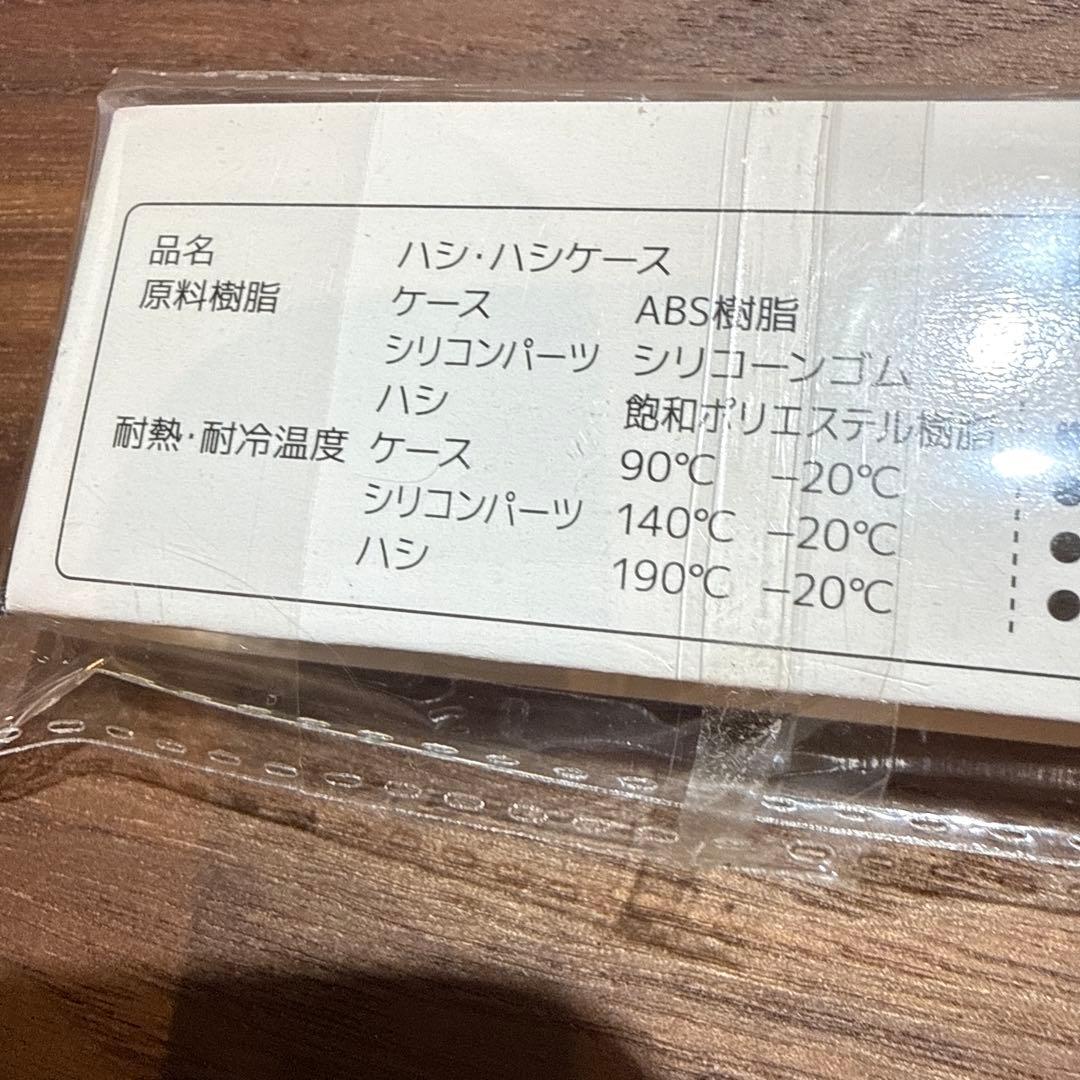 品名 ハシ・ハシケース
原料樹脂 ケース ABS樹脂
シリコンパーツ シリコーンゴム
ハシ 飽和ポリエステル樹脂
耐熱・耐冷温度 ケース 90℃ −20℃
シリコンパーツ 140℃ −20℃
ハシ 190℃ −20℃